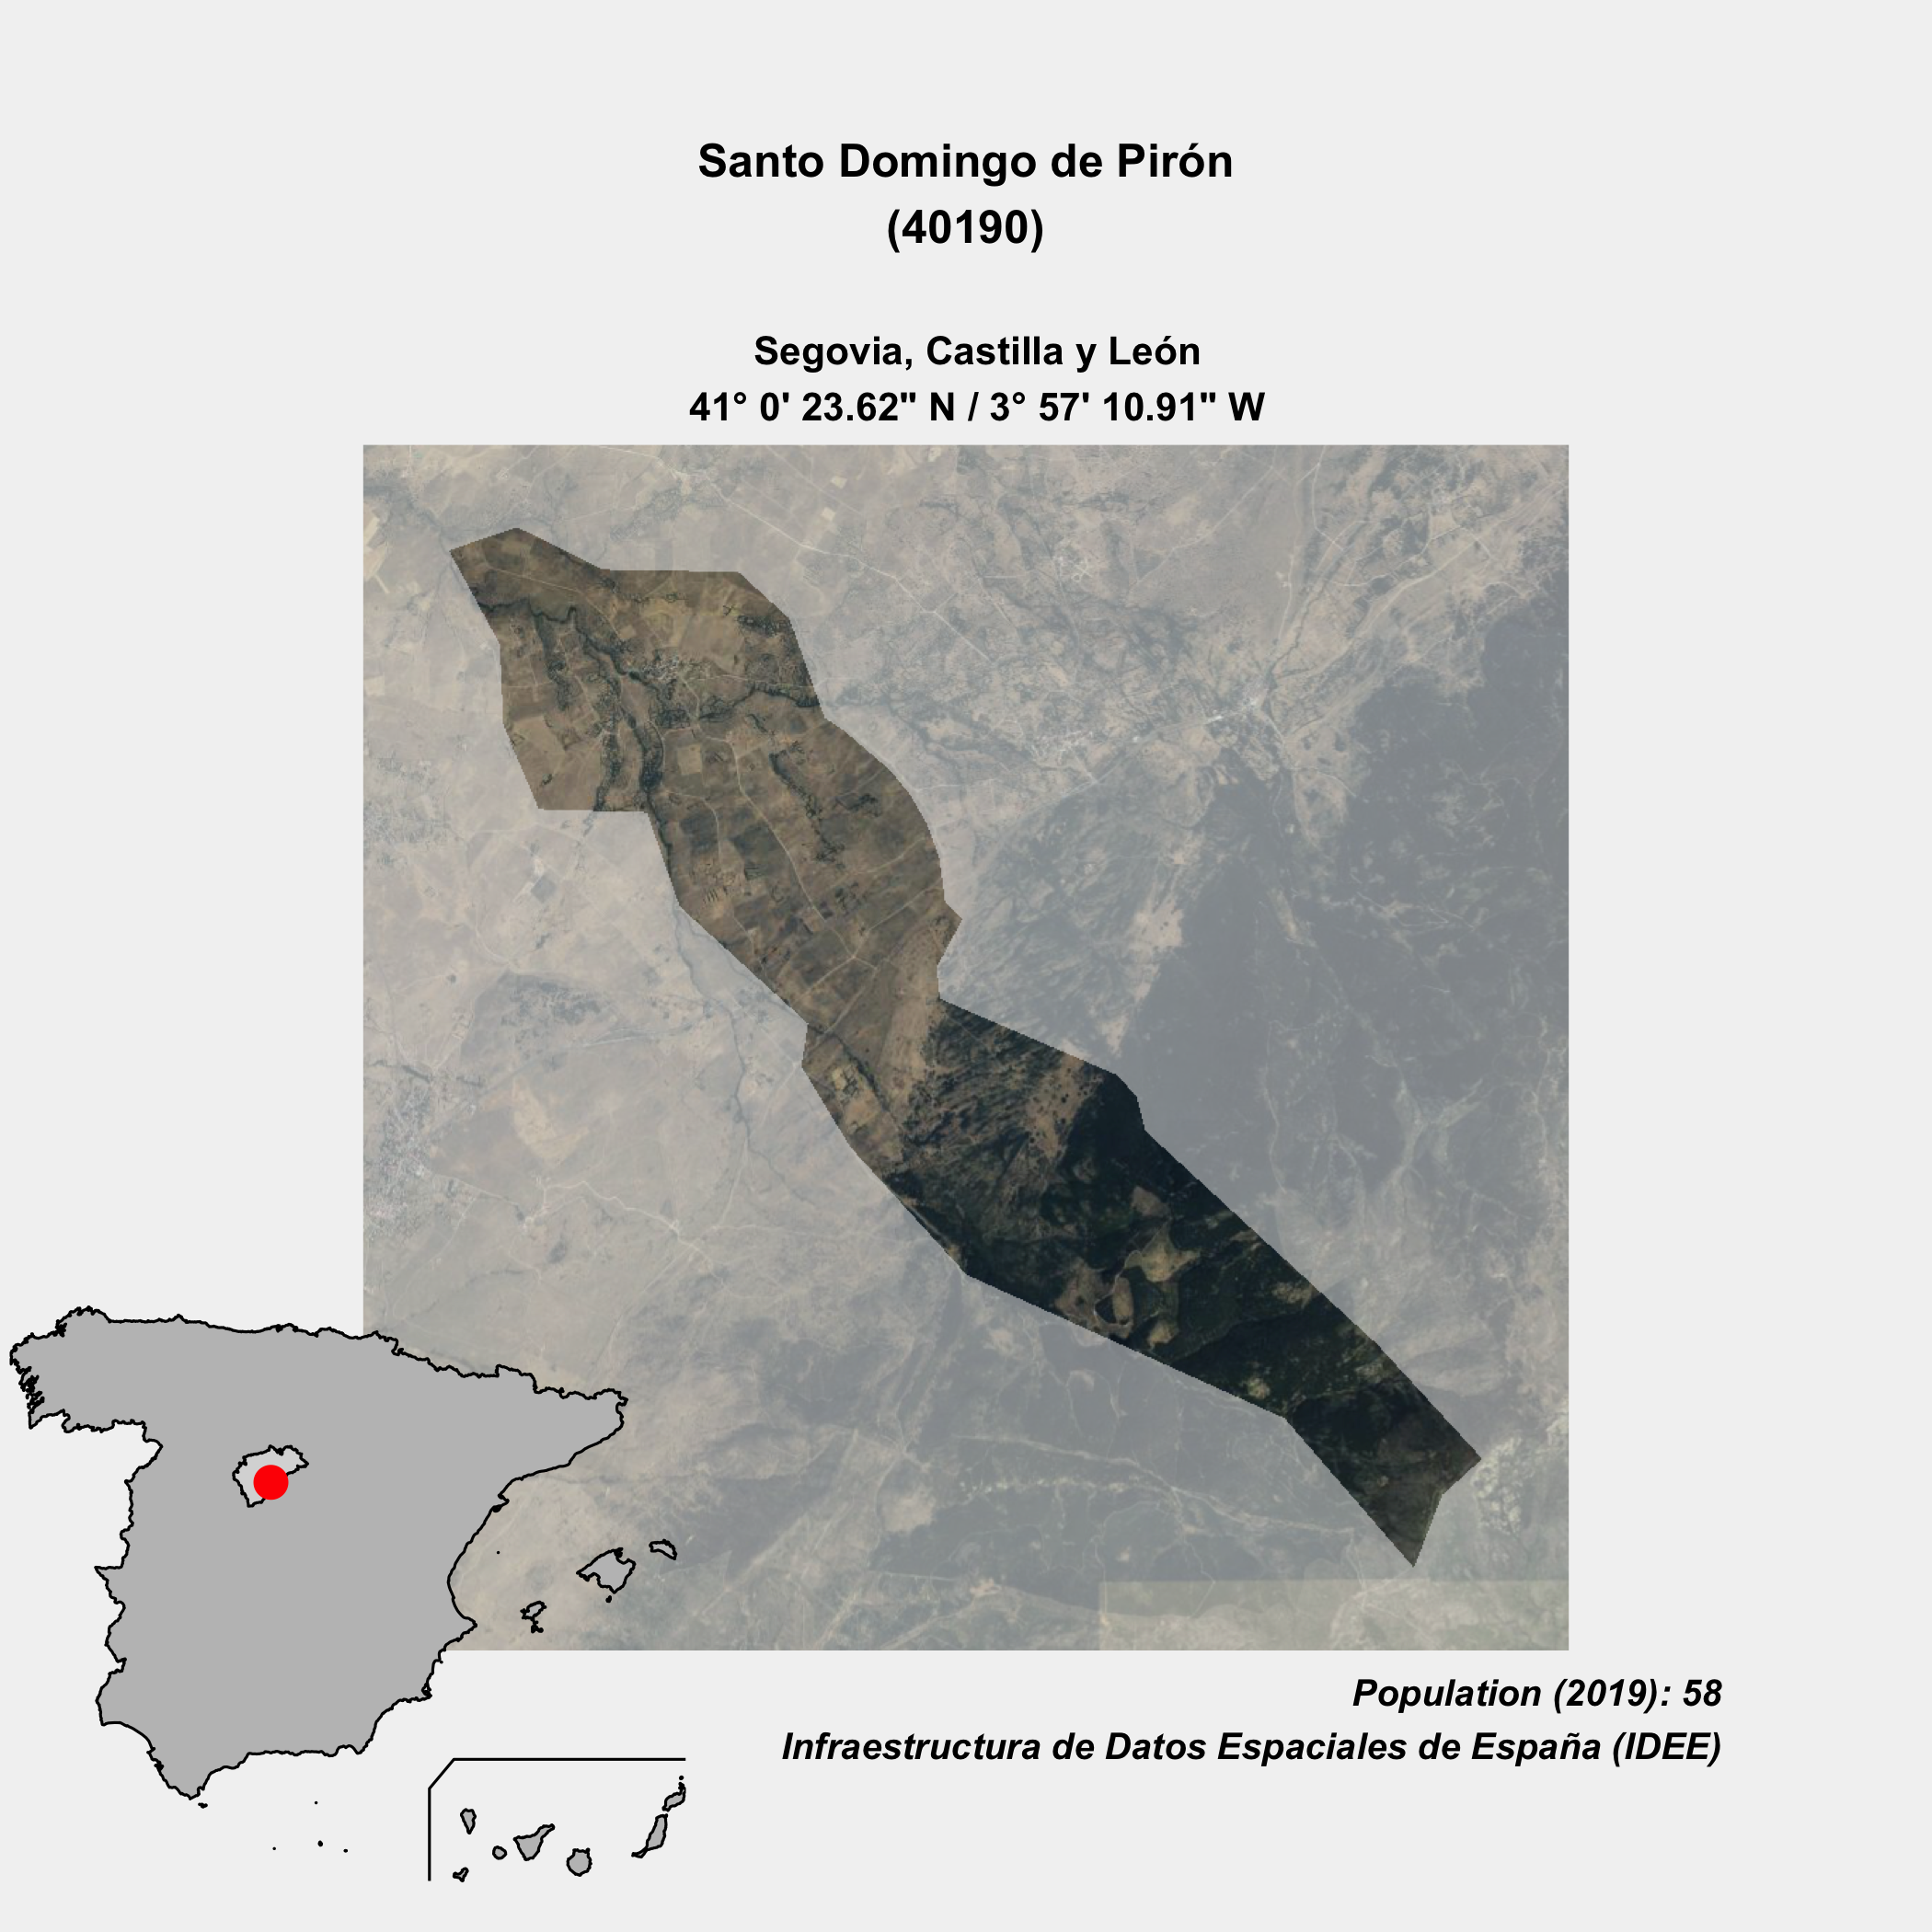 Santo Domingo de Pirón
(40190)
Segovia, Castilla y León
41° 0' 23.62" N / 3° 57' 10.91" W
Population (2019): 58
Infraestructura de Datos Espaciales de España (IDEE)